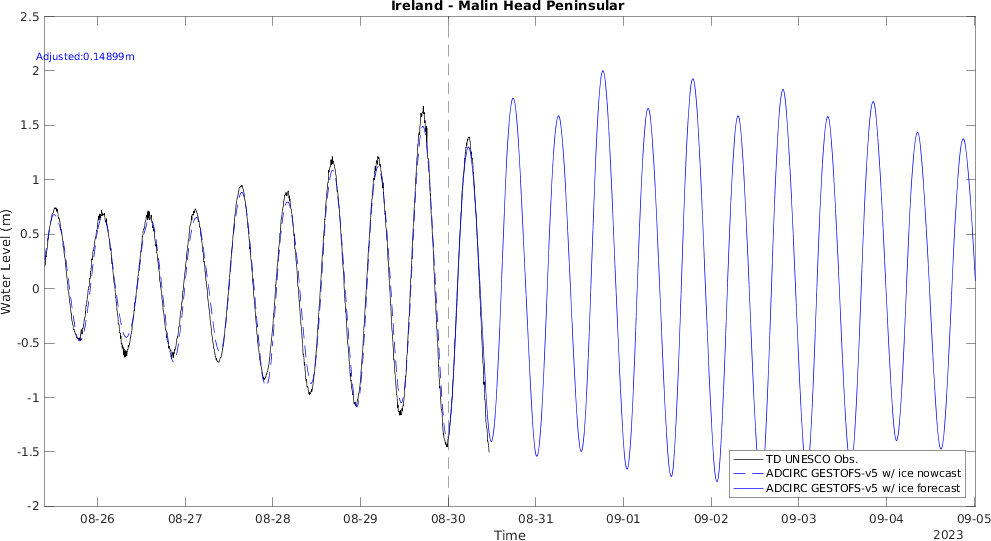 Ireland - Malin Head Peninsular
Adjusted:0.14899m
2.5
2
1.5
1
0.5
0
-0.5
-1
-1.5
-2
Water Level (m)
TD UNESCO Obs.
ADCIRC GESTOFS-v5 w/ ice nowcast
ADCIRC GESTOFS-v5 w/ ice forecast
08-26 08-27 08-28 08-29 08-30 08-31 09-01 09-02 09-03 09-04 09-05
Time
2023